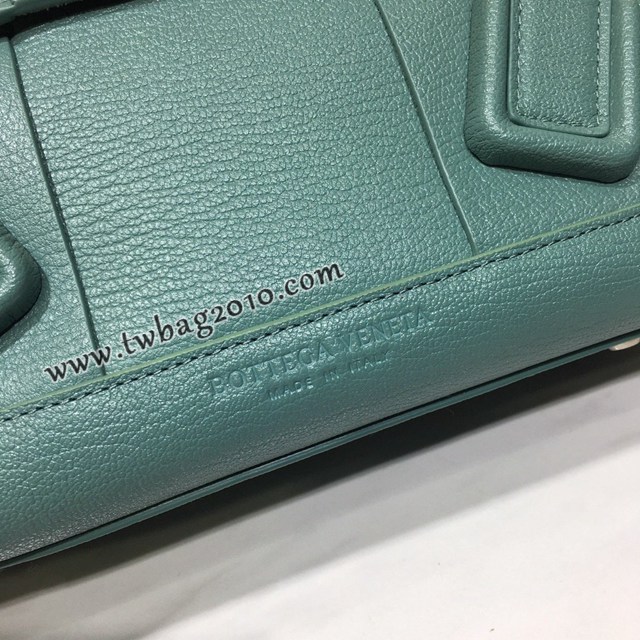 www.twbag2010.com
BOTTEGA VENETA
MADE IN ITALY